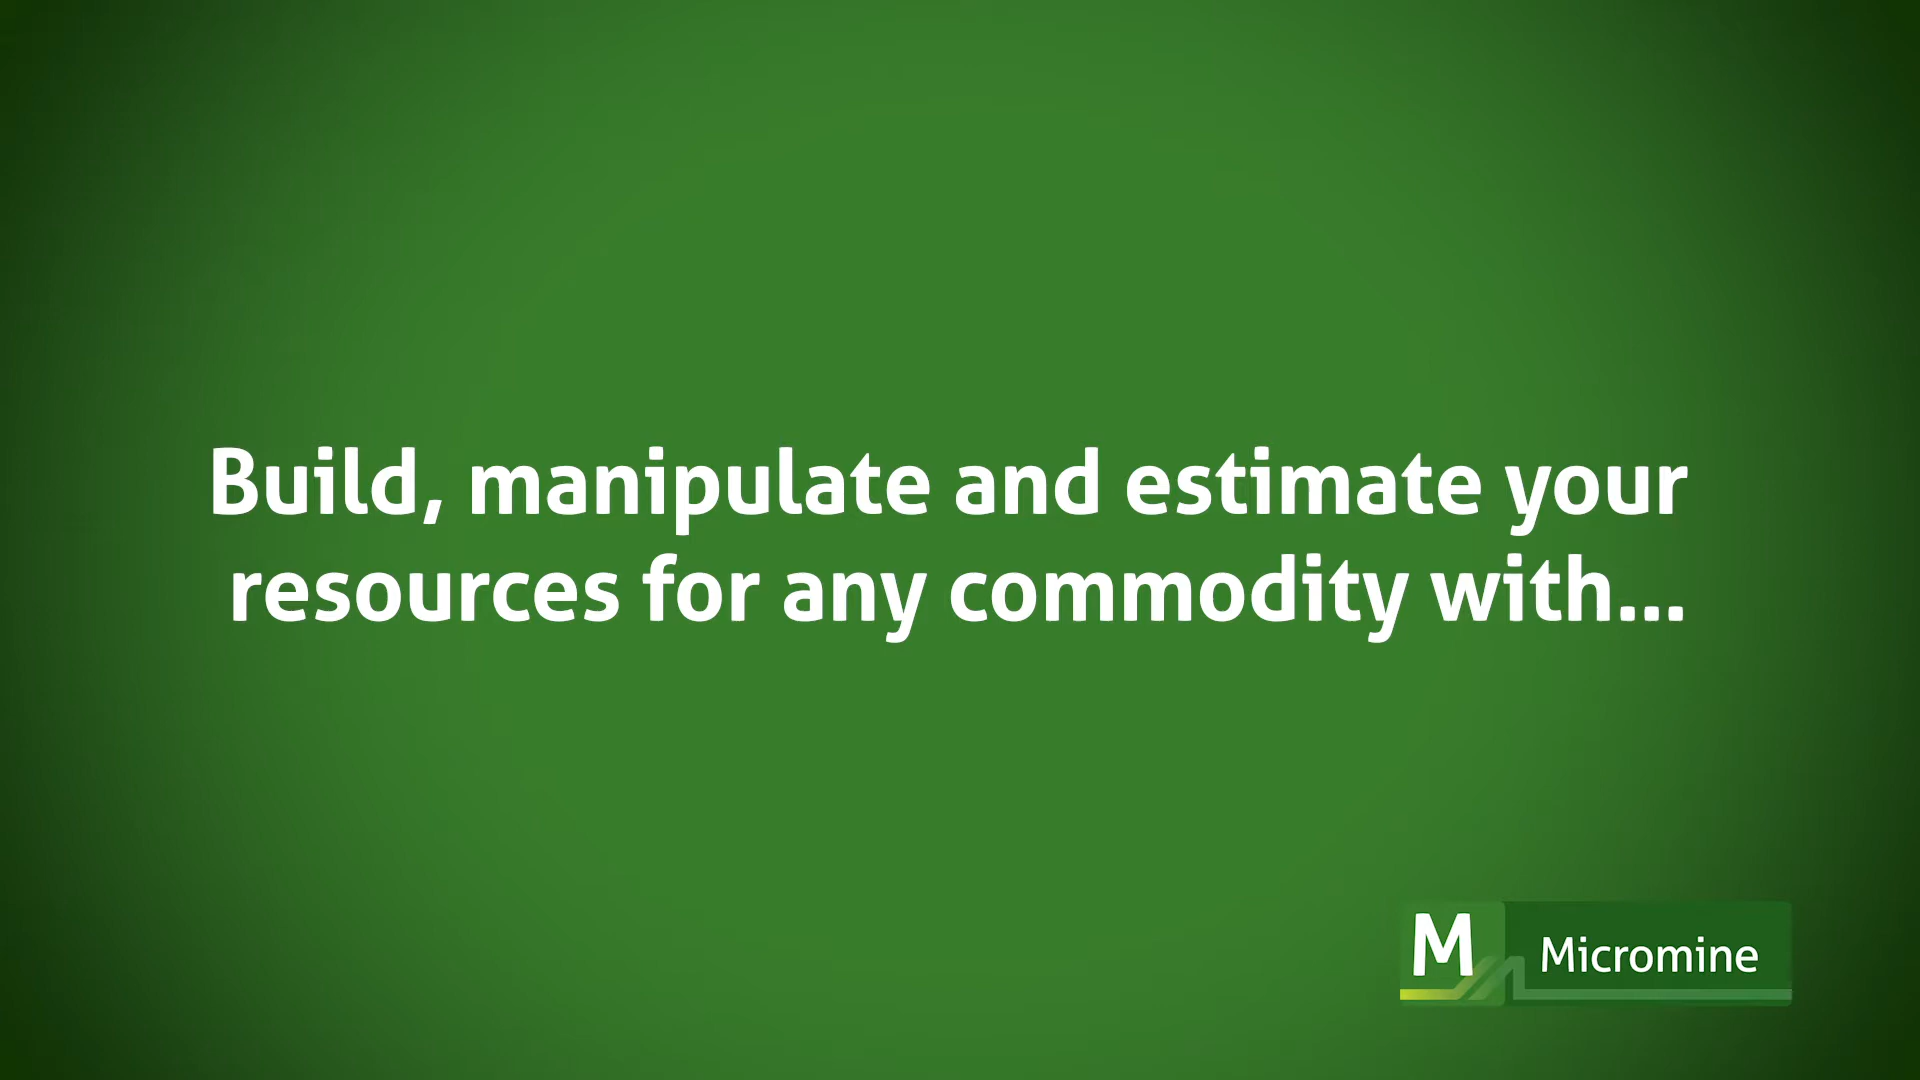 Build, manipulate and estimate your
resources for any commodity with...
M
Micromine